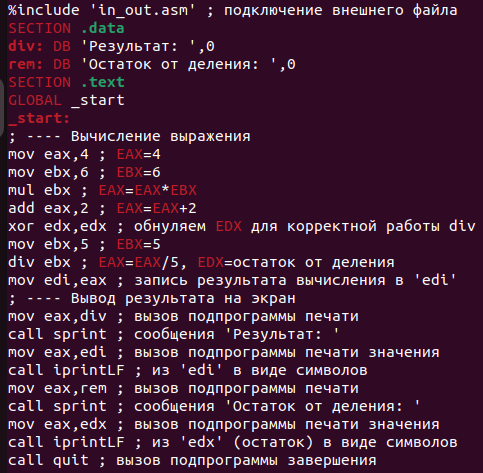 %include 'in_out.asm' ; подключение внешнего файла
SECTION .data
div: DB 'Результат: ',0
rem: DB 'Остаток от деления: ',0
SECTION .text
GLOBAL _start
_start:
; ---- Вычисление выражения
mov eax,4 ; EAX=4
mov ebx,6 ; EBX=6
mul ebx ; EAX=EAX*EBX
add eax,2 ; EAX=EAX+2
xor edx,edx ; обнуляем EDX для корректной работы div
mov ebx,5 ; EBX=5
div ebx ; EAX=EAX/5, EDX=остаток от деления
mov edi,eax ; запись результата вычисления в 'edi'
; ---- Вывод результата на экран
mov eax,div ; вызов подпрограммы печати
call sprint ; сообщения 'Результат: '
mov eax,edi ; вызов подпрограммы печати значения
call iprintLF ; из 'edi' в виде символов
mov eax,rem ; вызов подпрограммы печати
call sprint ; сообщения 'Остаток от деления: '
mov eax,edx ; вызов подпрограммы печати значения
call iprintLF ; из 'edx' (остаток) в виде символов
call quit ; вызов подпрограммы завершения